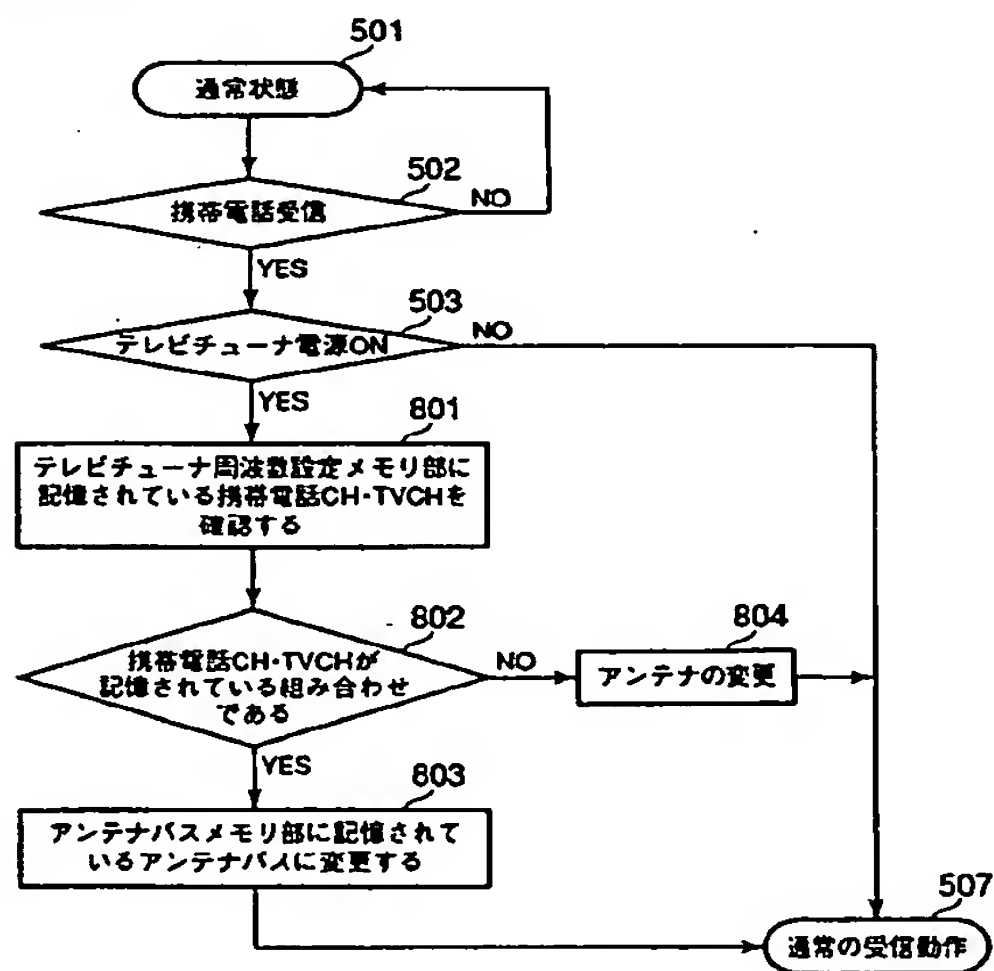 501
通常状態
502
携帯電話受信
NO
YES
503
テレビチューナ電源ON
NO
YES
801
テレビチューナ周波数設定メモリ部に
記憶されている携帯電話CH・TVCHを
確認する
802
携帯電話CH・TVCHが
記憶されている組み合わせ
である
NO
804
アンテナの変更
YES
803
アンテナパスメモリ部に記憶されて
いるアンテナパスに変更する
507
通常の受信動作